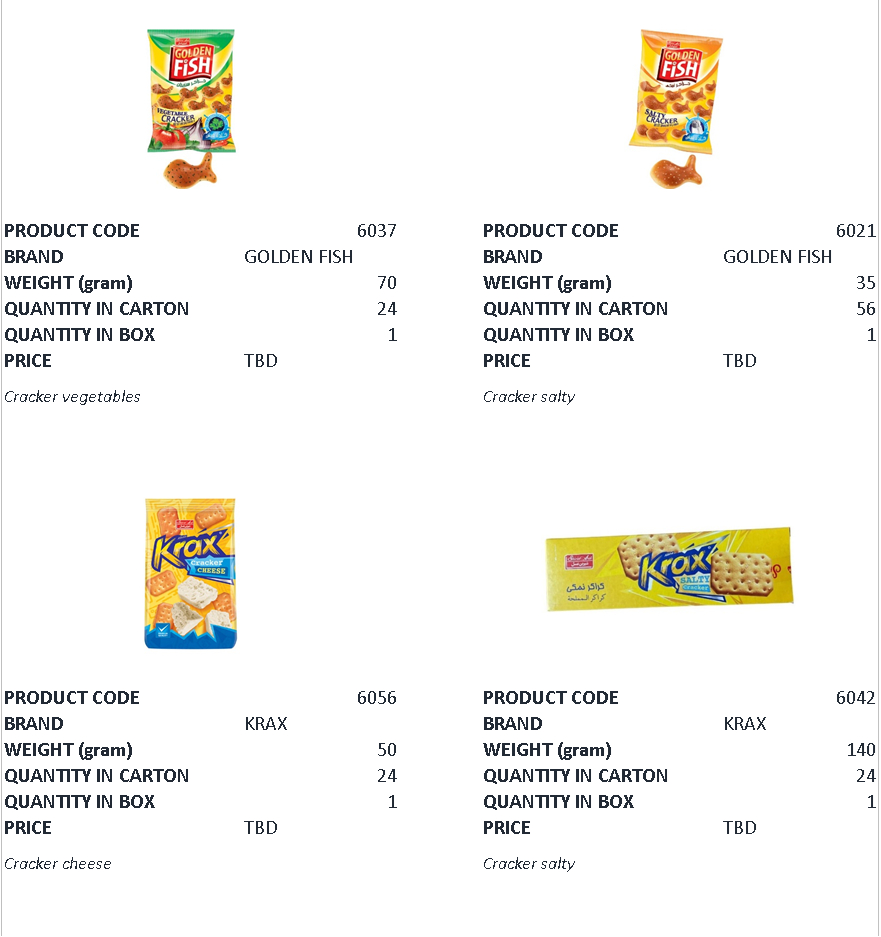 GOLDEN
FISH
VEGETABLE
CRACKER
GOLDEN
FISH
SALTY
CRACKER
PRODUCT CODE 6037
BRAND GOLDEN FISH
WEIGHT (gram) 70
QUANTITY IN CARTON 24
QUANTITY IN BOX 1
PRICE TBD
Cracker vegetables
PRODUCT CODE 6021
BRAND GOLDEN FISH
WEIGHT (gram) 35
QUANTITY IN CARTON 56
QUANTITY IN BOX 1
PRICE TBD
Cracker salty
Krax
Cracker
CHEESE
Krax
SALTY
Cracker
کراکر نمکی
كراكر المملحة
PRODUCT CODE 6056
BRAND KRAX
WEIGHT (gram) 50
QUANTITY IN CARTON 24
QUANTITY IN BOX 1
PRICE TBD
Cracker cheese
PRODUCT CODE 6042
BRAND KRAX
WEIGHT (gram) 140
QUANTITY IN CARTON 24
QUANTITY IN BOX 1
PRICE TBD
Cracker salty